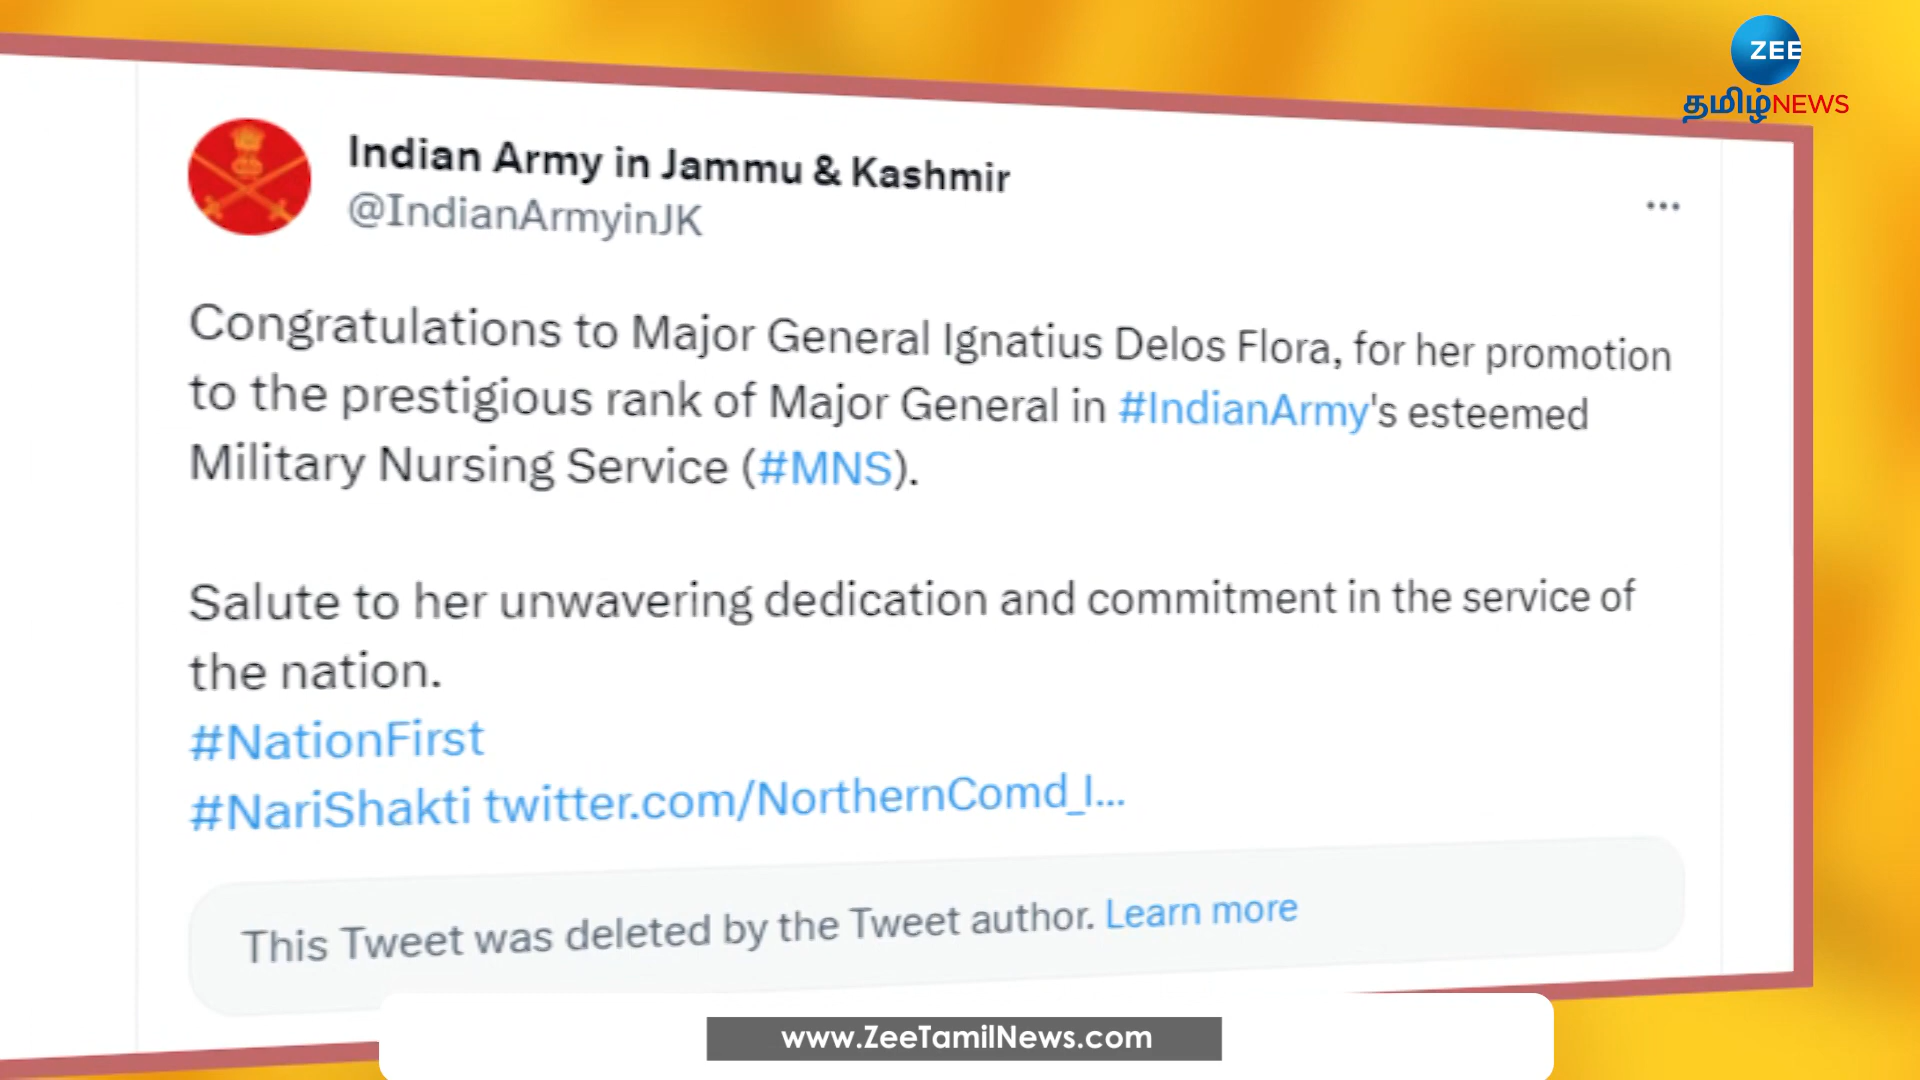 ZEE
தமிழ்NEWS
Indian Army in Jammu & Kashmir
@IndianArmyinJK
Congratulations to Major General Ignatius Delos Flora, for her promotion
to the prestigious rank of Major General in #IndianArmy's esteemed
Military Nursing Service (#MNS).
Salute to her unwavering dedication and commitment in the service of
the nation.
#NationFirst
#NariShakti twitter.com/NorthernComd_I...
This Tweet was deleted by the Tweet author. Learn more
www.ZeeTamilNews.com